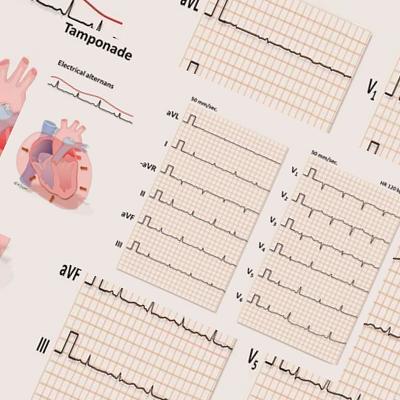 Tamponade
aVL
V1
Electrical alternans
50 mm/sec.
aVL
I
-aVR
II
aVF
III
50 mm/sec.
HR 120
V1
V2
V3
V4
V5
V6
aVF
III
V5